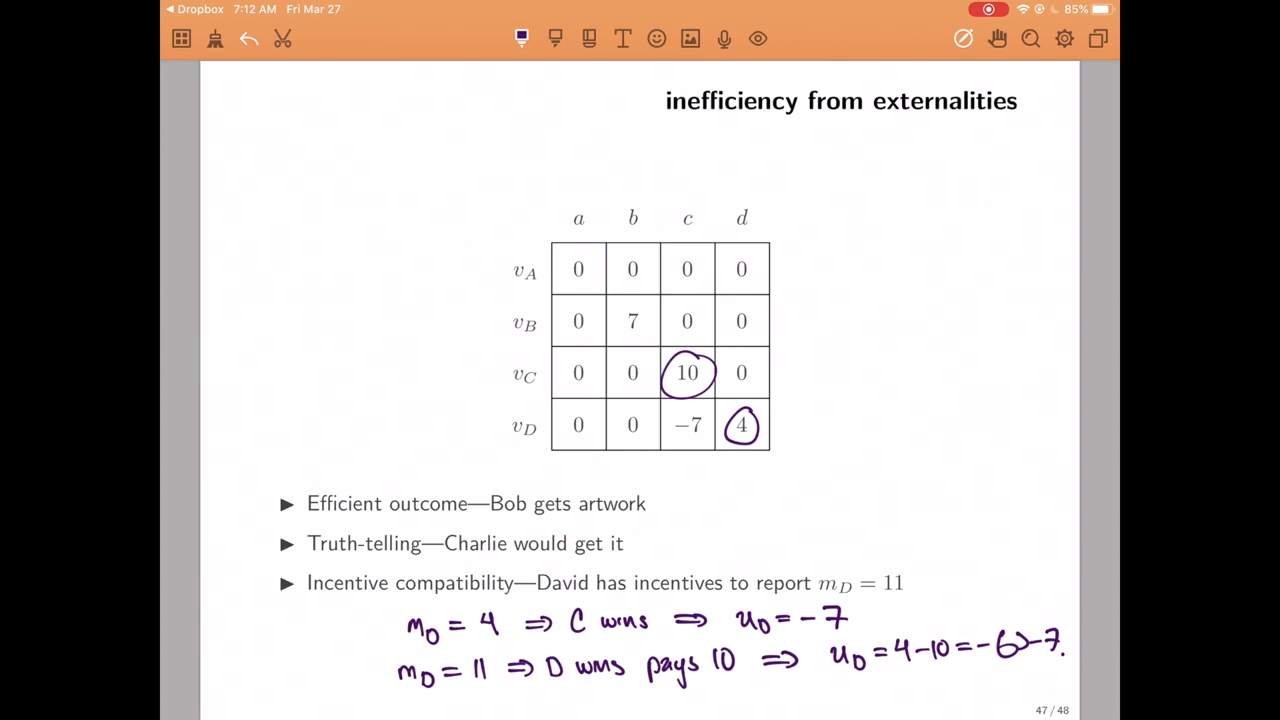 ◀ Dropbox 7:12 AM Fri Mar 27 85%
inefficiency from externalities
a b c d
v_A 0 0 0 0
v_B 0 7 0 0
v_C 0 0 10 0
v_D 0 0 −7 4
▶ Efficient outcome—Bob gets artwork
▶ Truth-telling—Charlie would get it
▶ Incentive compatibility—David has incentives to report m_D = 11
m_D = 4 ⇒ C wins ⇒ u_D = −7
m_D = 11 ⇒ D wins pays 10 ⇒ u_D = 4−10 = −6 > −7.
47 / 48